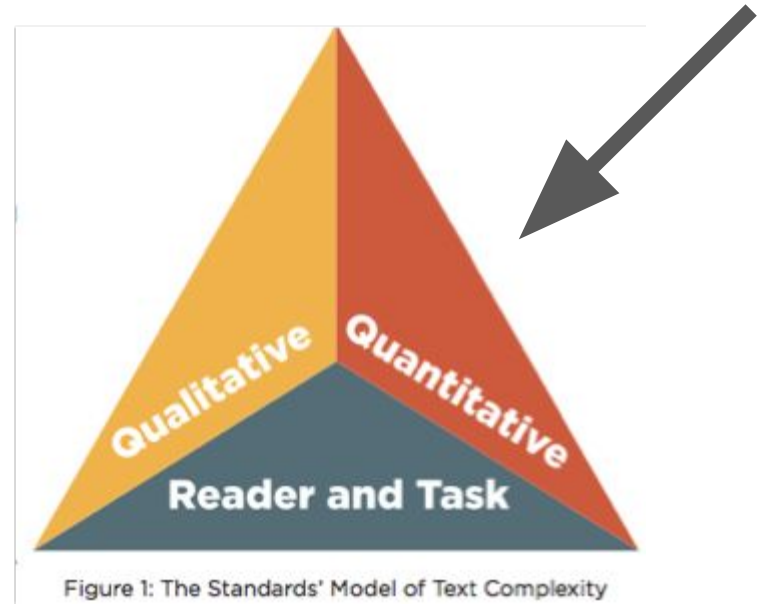 Qualitative
Quantitative
Reader and Task
Figure 1: The Standards' Model of Text Complexity